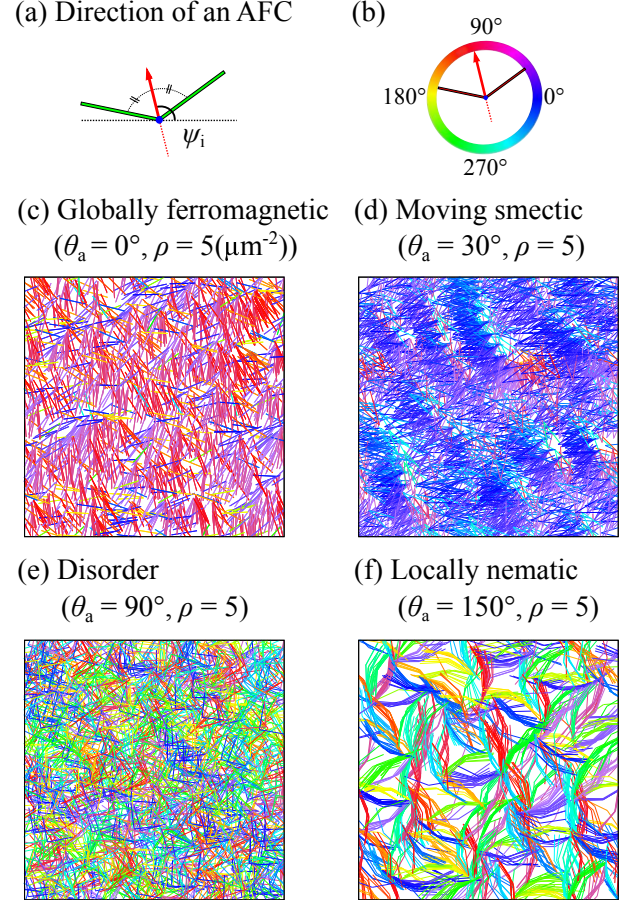 (a) Direction of an AFC
(b)
ψi
90°
180°
0°
270°
(c) Globally ferromagnetic
(θa = 0°, ρ = 5(μm-2))
(d) Moving smectic
(θa = 30°, ρ = 5)
(e) Disorder
(θa = 90°, ρ = 5)
(f) Locally nematic
(θa = 150°, ρ = 5)